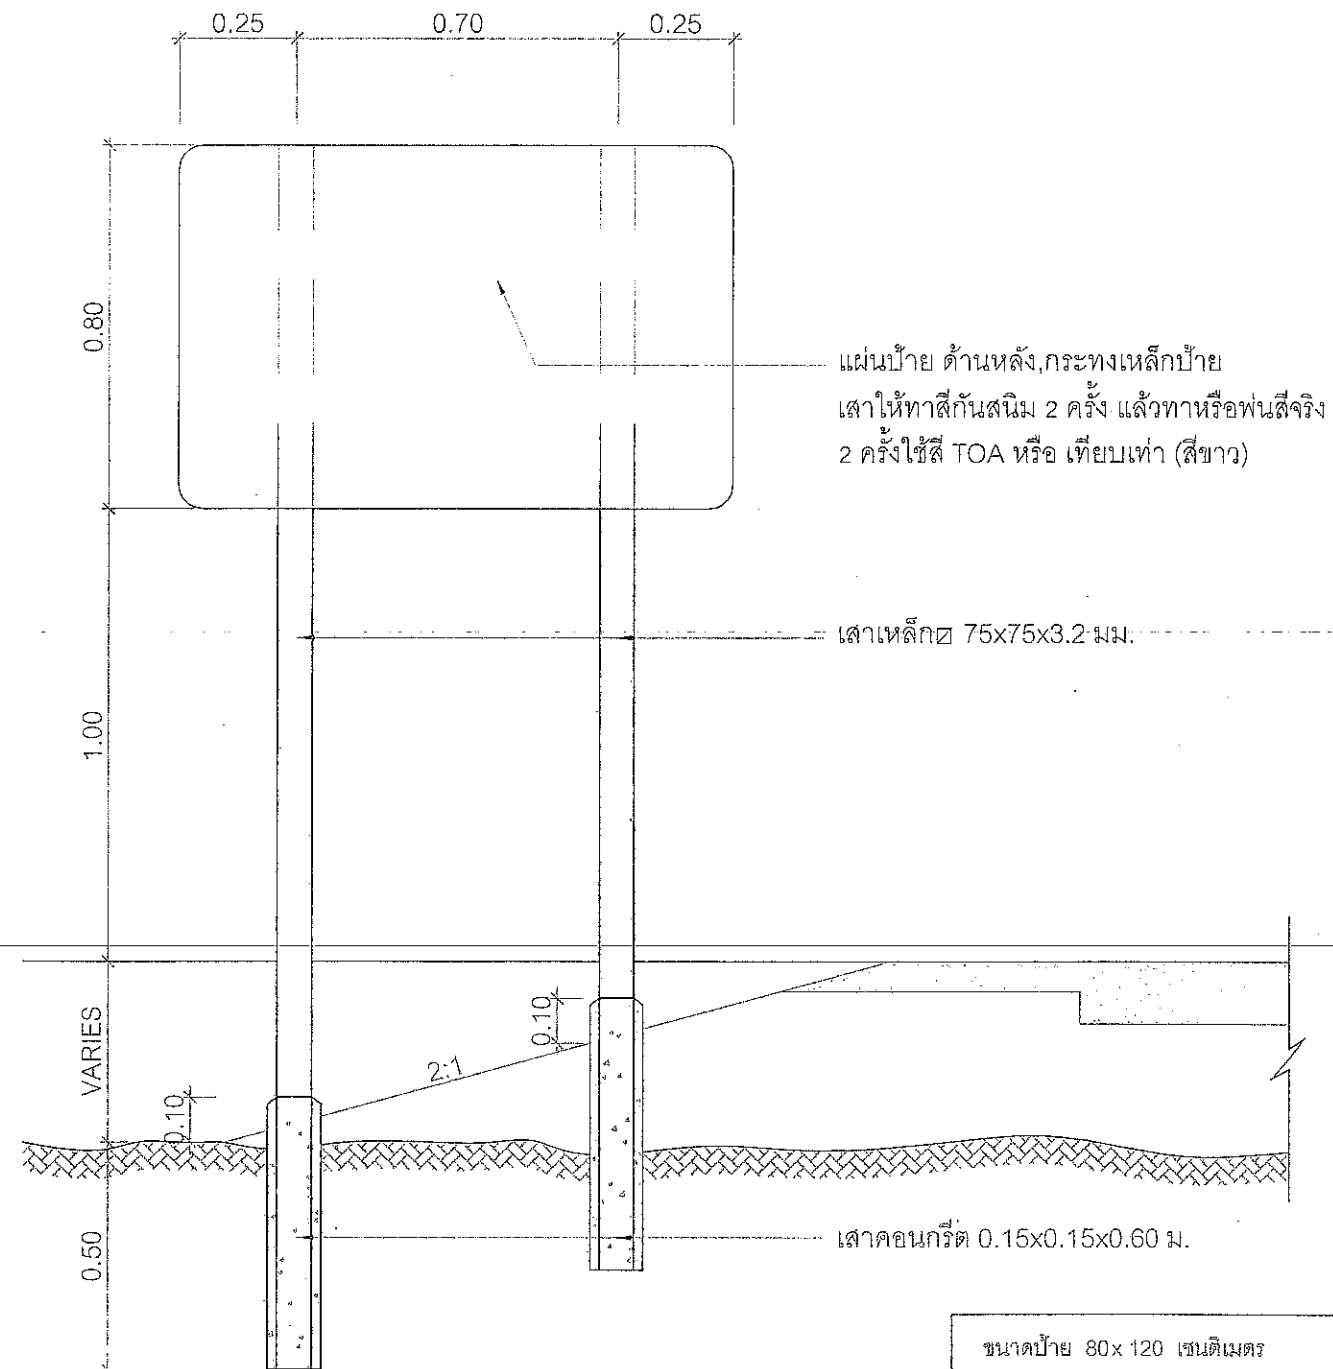 0.25 0.70 0.25
0.80
แผ่นป้าย ด้านหลัง,กระทงเหล็กป้าย
เสาให้ทาสีกันสนิม 2 ครั้ง แล้วทาหรือพ่นสีจริง
2 ครั้งใช้สี TOA หรือ เทียบเท่า (สีขาว)
เสาเหล็ก 75x75x3.2 มม.
1.00
VARIES
0.10
2:1
0.10
0.50
เสาคอนกรีต 0.15x0.15x0.60 ม.
ขนาดป้าย 80x120 เซนติเมตร